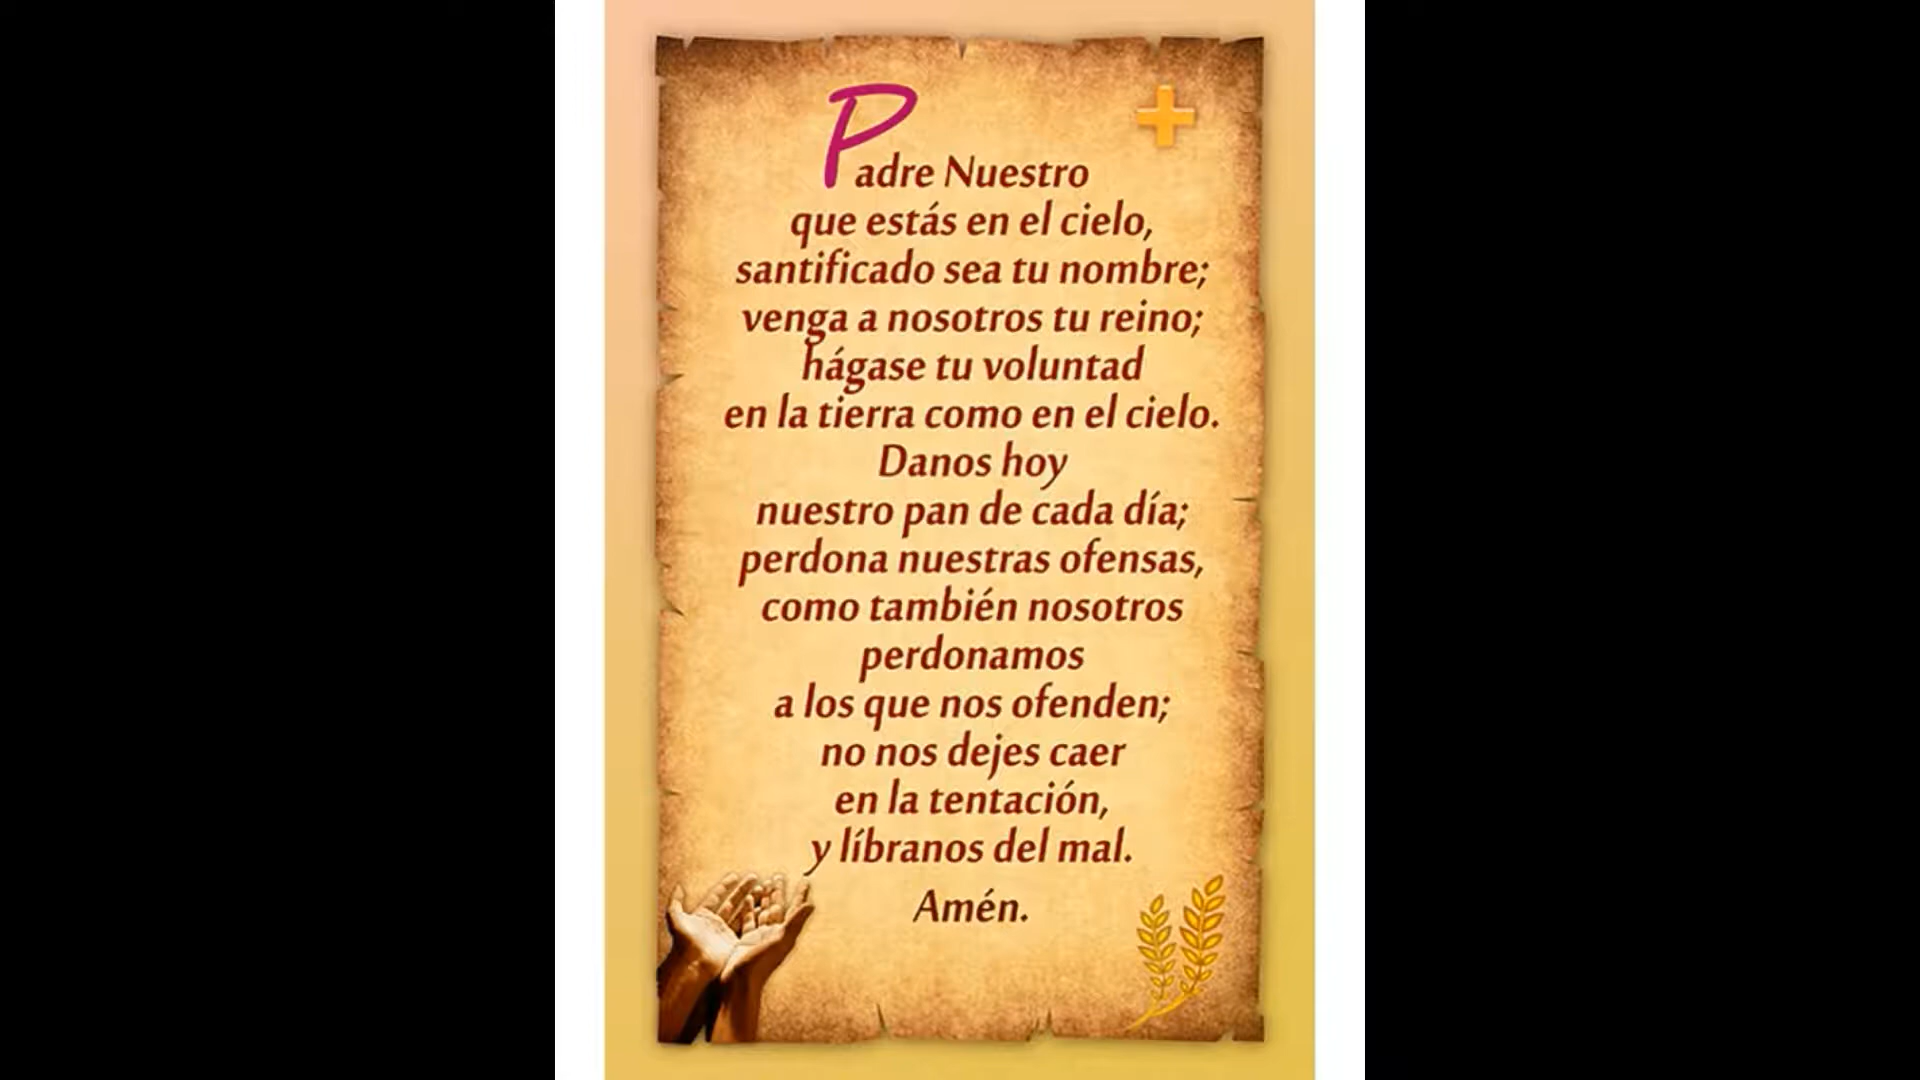 Padre Nuestro
que estás en el cielo,
santificado sea tu nombre;
venga a nosotros tu reino;
hágase tu voluntad
en la tierra como en el cielo.
Danos hoy
nuestro pan de cada día;
perdona nuestras ofensas,
como también nosotros
perdonamos
a los que nos ofenden;
no nos dejes caer
en la tentación,
y líbranos del mal.
Amén.